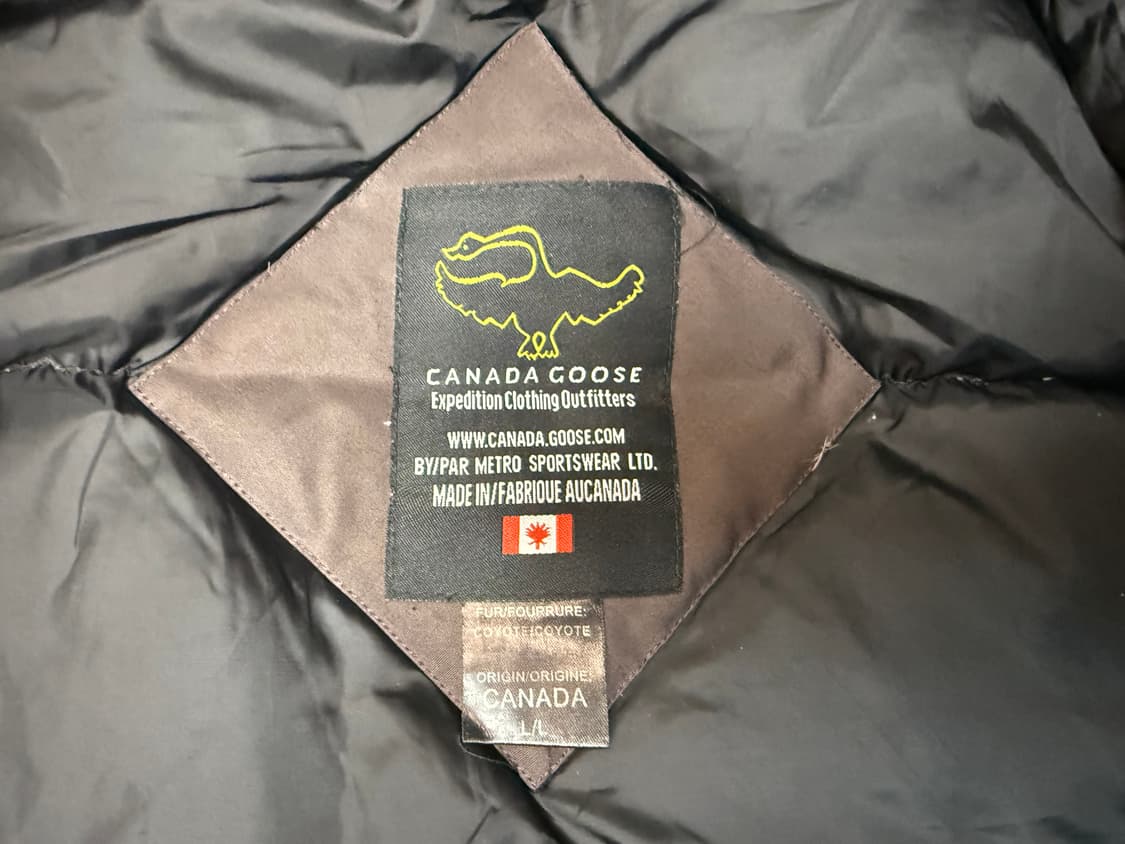 CANADA GOOSE
Expedition Clothing Outfitters
WWW.CANADA.GOOSE.COM
BY/PAR METRO SPORTSWEAR LTD.
MADE IN/FABRIQUE AUCANADA
FUR/FOURRURE:
COYOTE/COYOTE
ORIGIN/ORIGINE:
CANADA
L/L